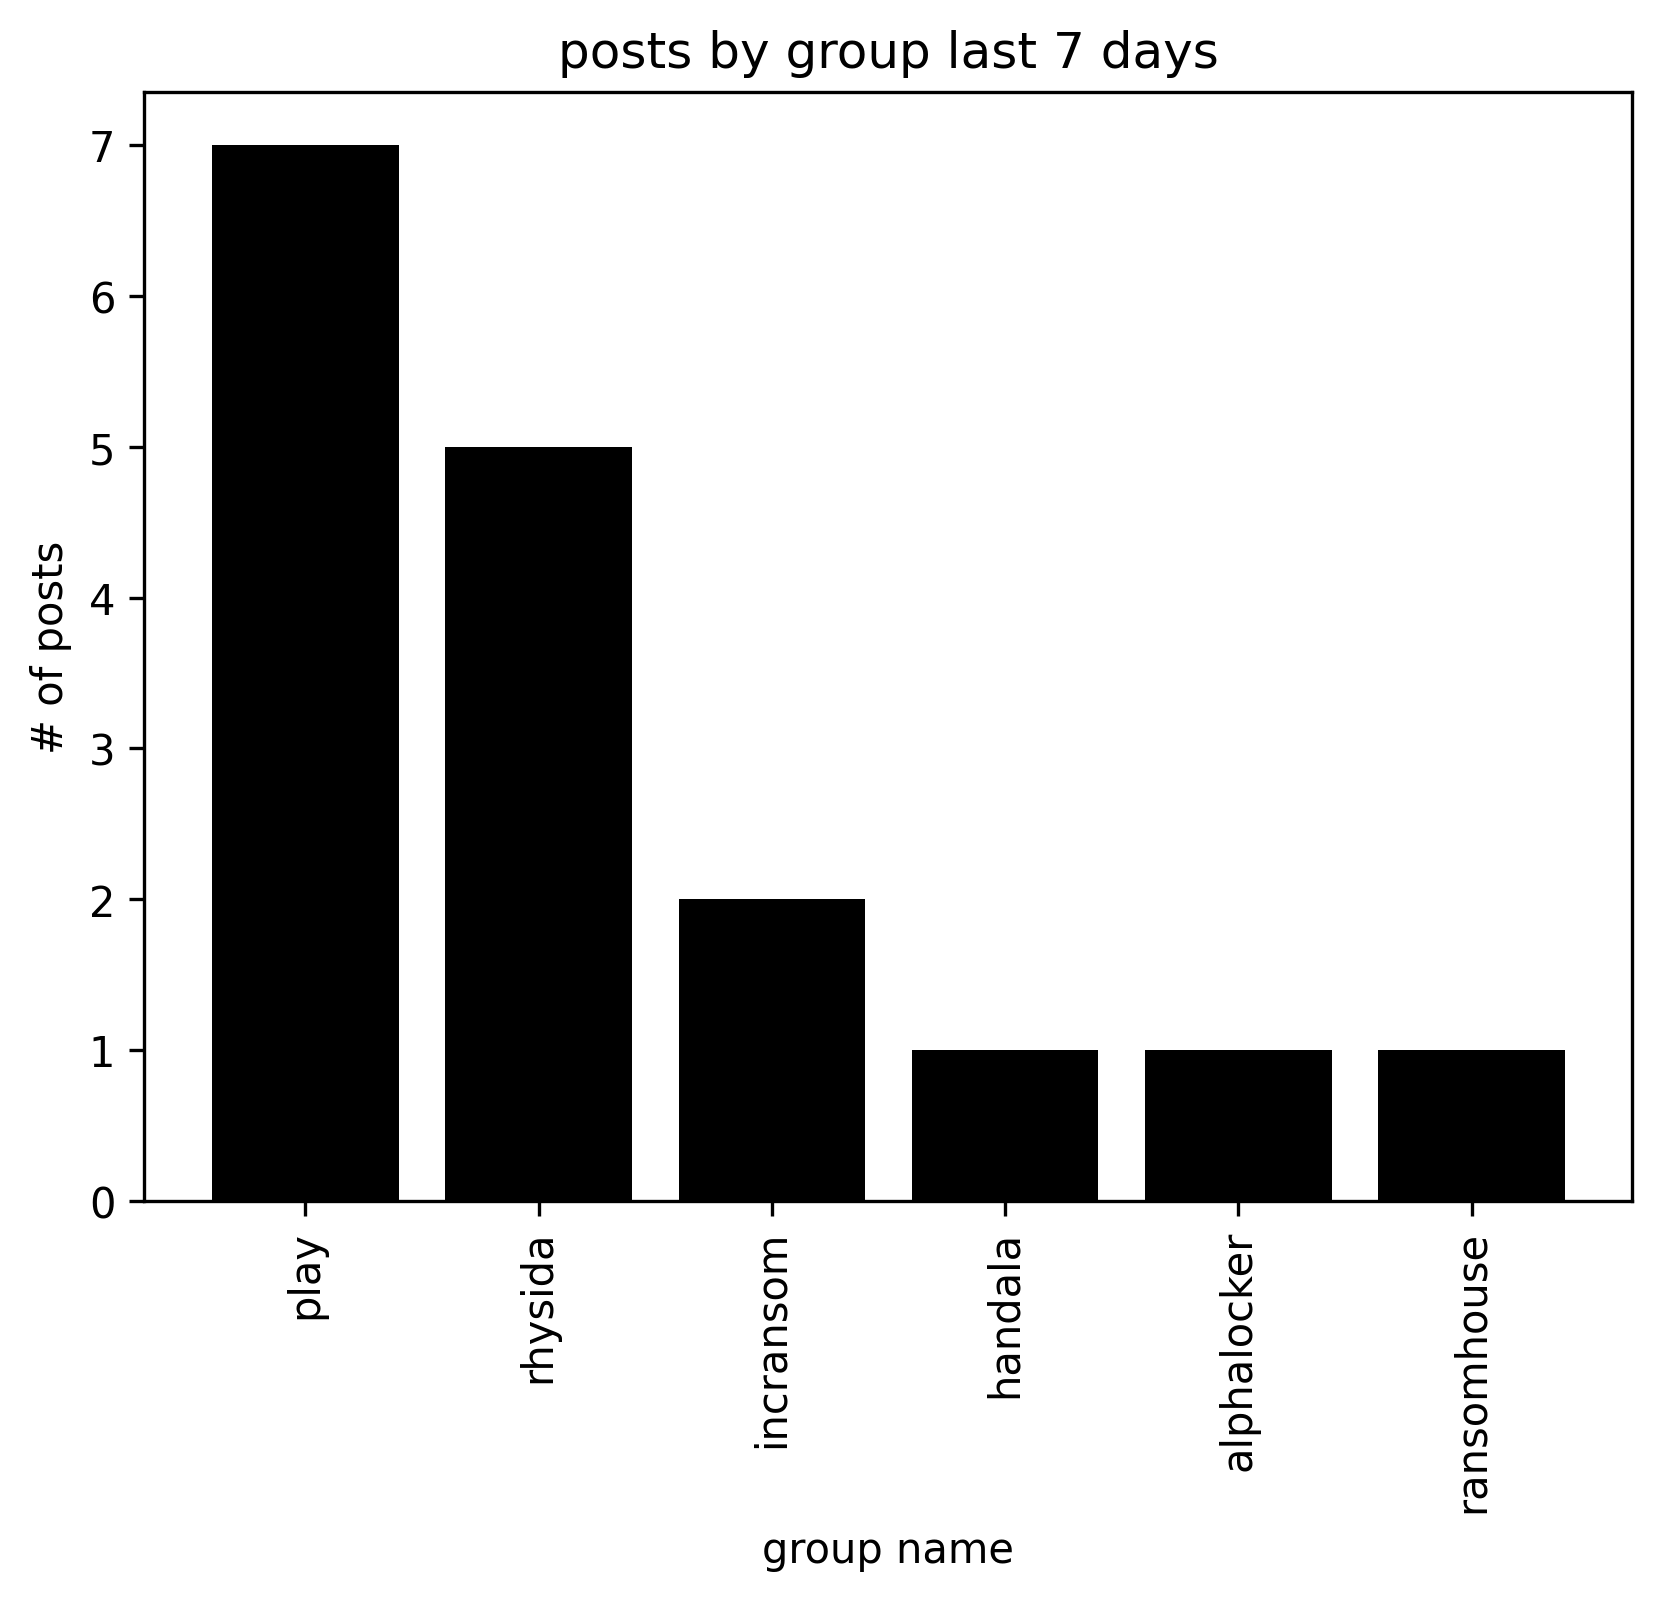 posts by group last 7 days
# of posts
7
6
5
4
3
2
1
0
play
rhysida
incransom
handala
alphalocker
ransomhouse
group name